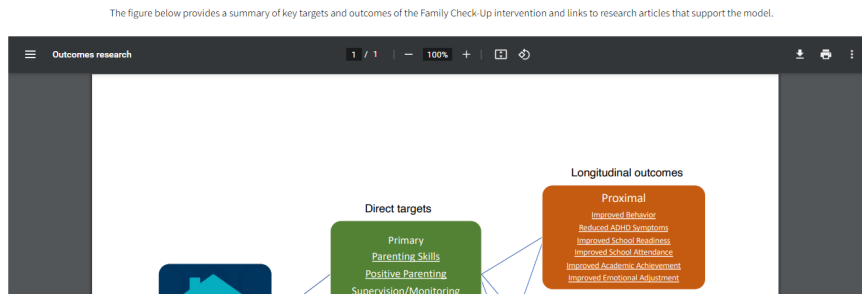 The figure below provides a summary of key targets and outcomes of the Family Check-Up intervention and links to research articles that support the model.
Outcomes research
1 / 1
100%
Longitudinal outcomes
Proximal
Improved Behavior
Reduced ADHD Symptoms
Improved School Readiness
Improved School Attendance
Improved Academic Achievement
Improved Emotional Adjustment
Direct targets
Primary
Parenting Skills
Positive Parenting
Supervision/Monitoring